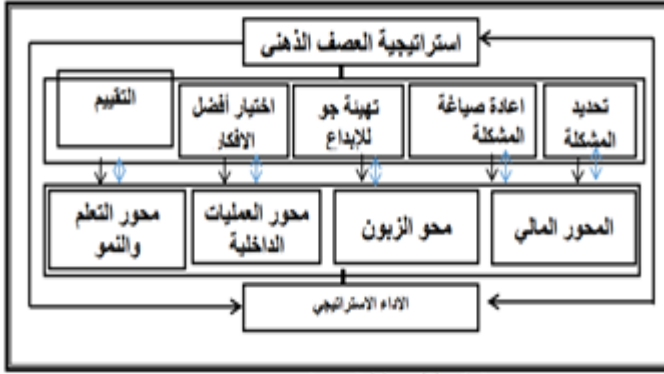 استراتيجية العصف الذهنى
تحديد
المشكلة
اعادة صياغة
المشكلة
تهيئة جو
للإبداع
اختيار أفضل
الافكار
التقييم
المحور المالي
محو الزبون
محور العمليات
الداخلية
محور التعلم
والنمو
الاداء الاستراتيجي